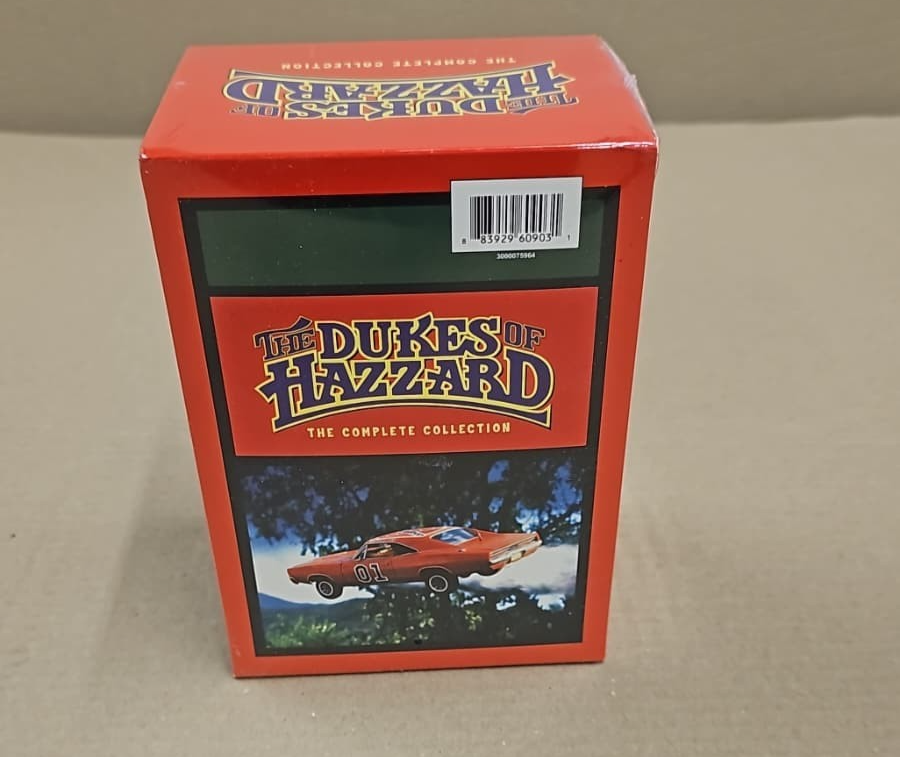 THE COMPLETE COLLECTION
THE DUKES OF
HAZZARD
8 83929 60903 1
3000075964
THE DUKES OF
HAZZARD
THE COMPLETE COLLECTION
01